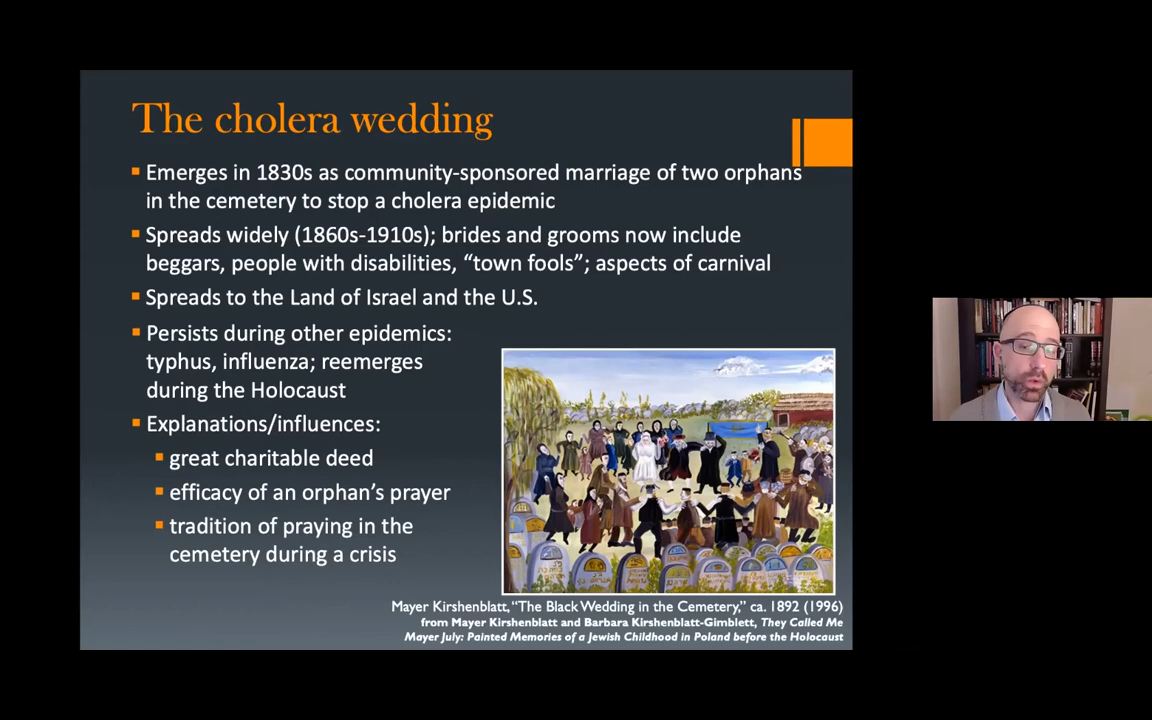 The cholera wedding
Emerges in 1830s as community-sponsored marriage of two orphans
in the cemetery to stop a cholera epidemic
Spreads widely (1860s-1910s); brides and grooms now include
beggars, people with disabilities, “town fools”; aspects of carnival
Spreads to the Land of Israel and the U.S.
Persists during other epidemics:
typhus, influenza; reemerges
during the Holocaust
Explanations/influences:
great charitable deed
efficacy of an orphan’s prayer
tradition of praying in the
cemetery during a crisis
Mayer Kirshenblatt, “The Black Wedding in the Cemetery,” ca. 1892 (1996)
from Mayer Kirshenblatt and Barbara Kirshenblatt-Gimblett, They Called Me
Mayer July: Painted Memories of a Jewish Childhood in Poland before the Holocaust